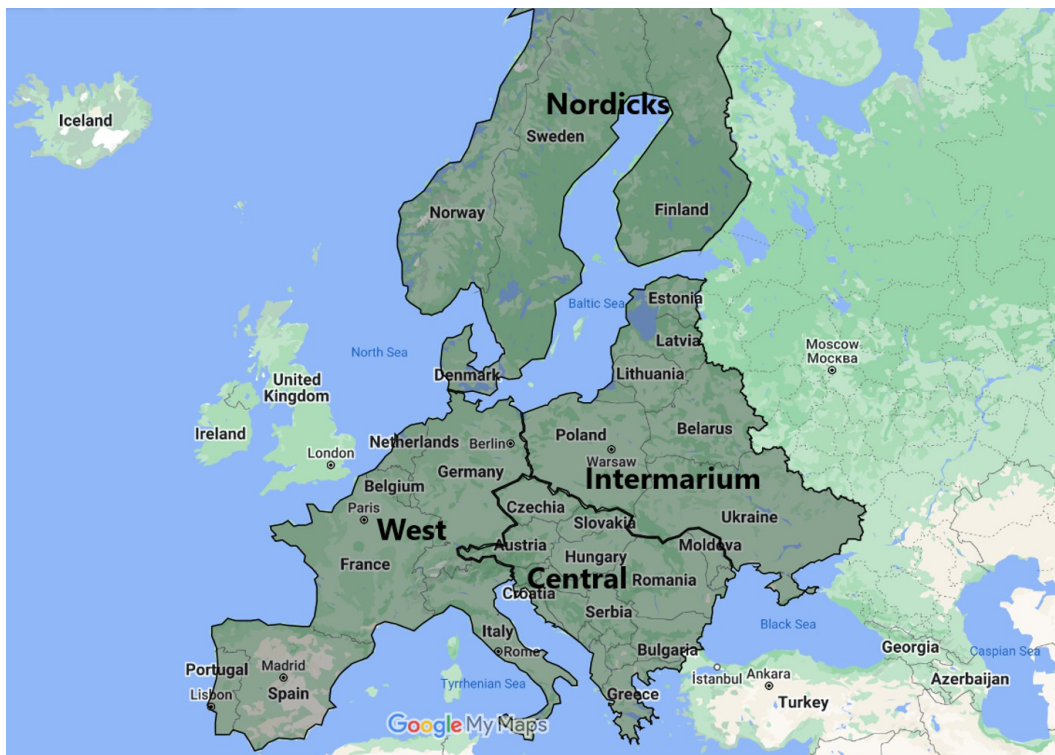 Nordicks
Iceland
Sweden
Norway
Finland
Baltic Sea
Estonia
North Sea
Latvia
Moscow
МОСКВА
Denmark
Lithuania
United
Kingdom
Ireland
London
Netherlands
Berlin
Poland
Warsaw
Belarus
Belgium
Germany
Intermarium
Paris
West
Czechia
Slovakia
Ukraine
France
Austria
Hungary
Moldova
Central
Romania
Croatia
Serbia
Black Sea
Italy
Rome
Bulgaria
Georgia
Caspian Sea
Portugal
Madrid
Spain
Lisbon
Tyrrhenian Sea
Greece
İstanbul
Ankara
Turkey
Azerbaijan
Google My Maps